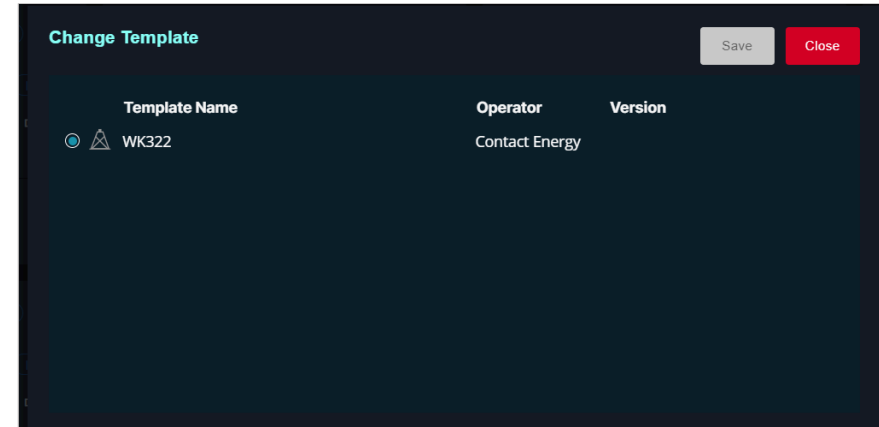 Change Template
Save
Close
Template Name Operator Version
WK322 Contact Energy